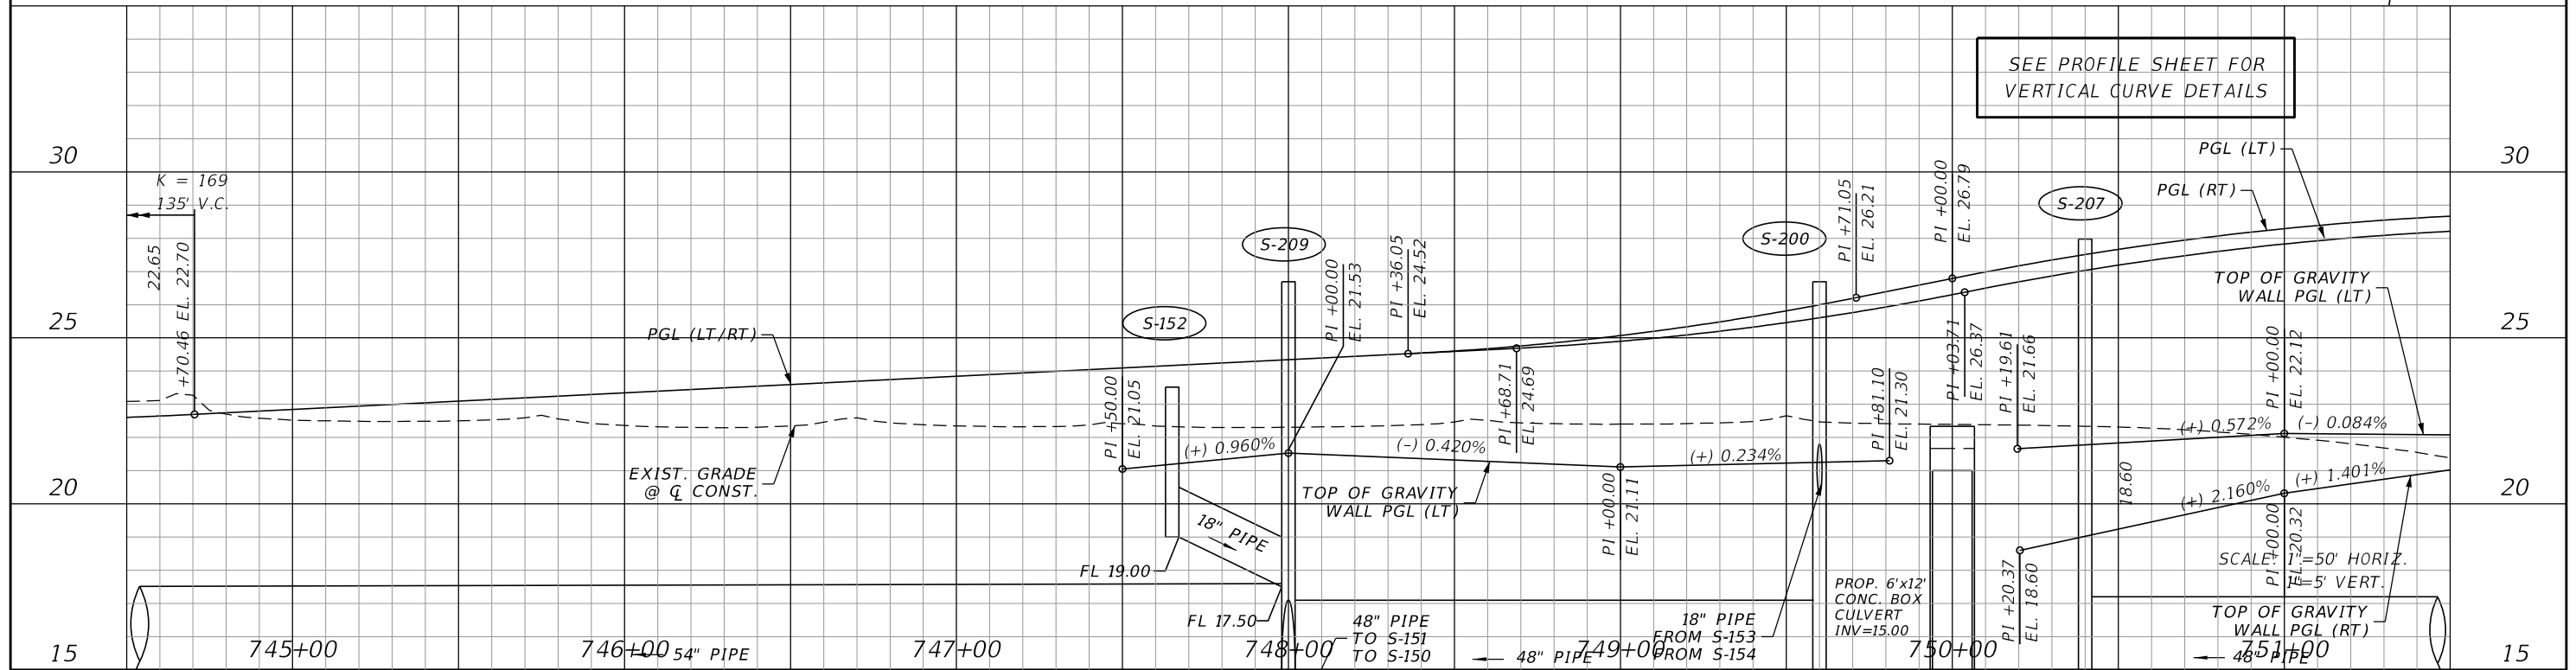 SEE PROFILE SHEET FOR
VERTICAL CURVE DETAILS
30
30
K = 169
135' V.C.
22.65
+70.46 EL. 22.70
PGL (LT)
PGL (RT)
S-209
S-200
S-207
S-152
PI +00.00
EL. 21.53
PI +36.05
EL. 24.52
PI +71.05
EL. 26.21
PI +00.00
EL. 26.79
TOP OF GRAVITY
WALL PGL (LT)
25
25
PGL (LT/RT)
PI +50.00
EL. 21.05
PI +68.71
EL. 24.69
PI +81.10
EL. 21.30
PI +03.71
EL. 26.37
PI +19.61
EL. 21.66
PI +00.00
EL. 22.12
(+) 0.960%
(-) 0.420%
(+) 0.234%
(+) 0.572%
(-) 0.084%
EXIST. GRADE
@ ℄ CONST.
TOP OF GRAVITY
WALL PGL (LT)
PI +00.00
EL. 21.11
18.60
(+) 2.160%
(+) 1.401%
20
20
18" PIPE
PI +00.00
EL. 20.32
FL 19.00
SCALE: 1"=50' HORIZ.
1"=5' VERT.
PI +20.37
EL. 18.60
PROP. 6'x12'
CONC. BOX
CULVERT
INV=15.00
FL 17.50
48" PIPE
TO S-151
TO S-150
18" PIPE
FROM S-153
FROM S-154
TOP OF GRAVITY
WALL PGL (RT)
15
745+00
746+00
54" PIPE
747+00
748+00
48" PIPE
749+00
750+00
751+00
48" PIPE
15